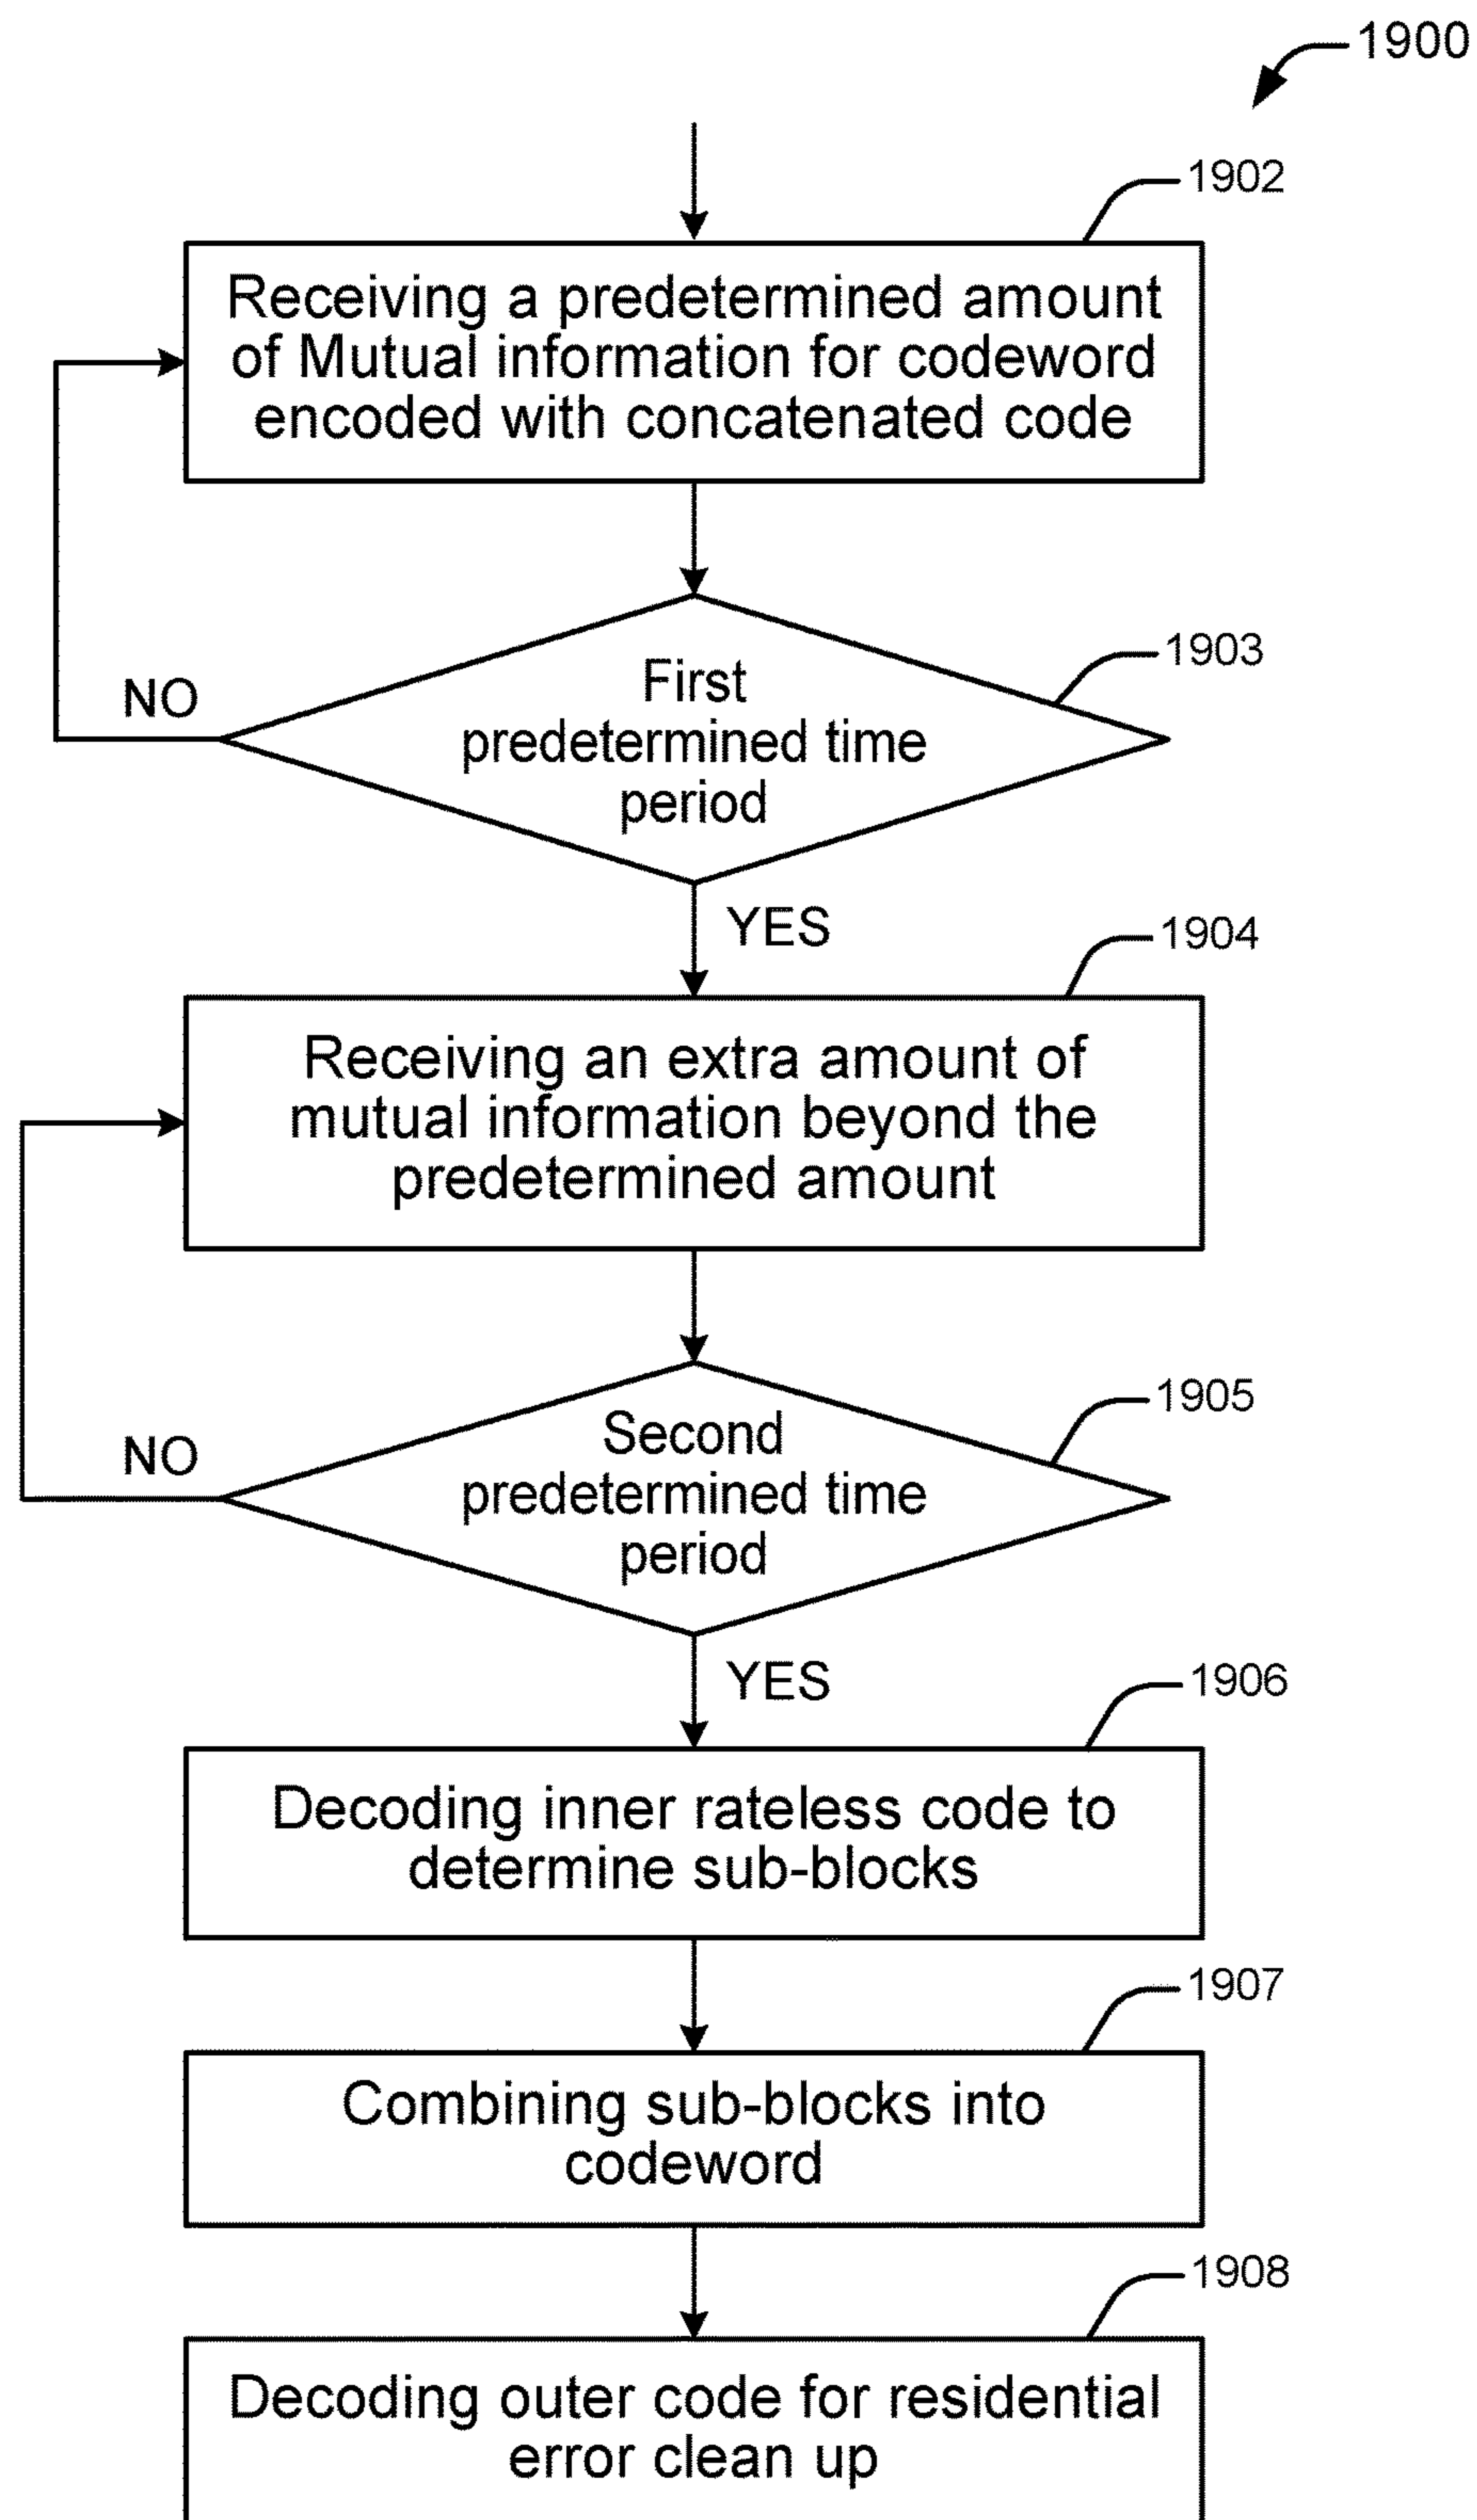 1900
1902
Receiving a predetermined amount
of Mutual information for codeword
encoded with concatenated code
1903
First
predetermined time
period
NO
YES
1904
Receiving an extra amount of
mutual information beyond the
predetermined amount
1905
Second
predetermined time
period
NO
YES
1906
Decoding inner rateless code to
determine sub-blocks
1907
Combining sub-blocks into
codeword
1908
Decoding outer code for residential
error clean up